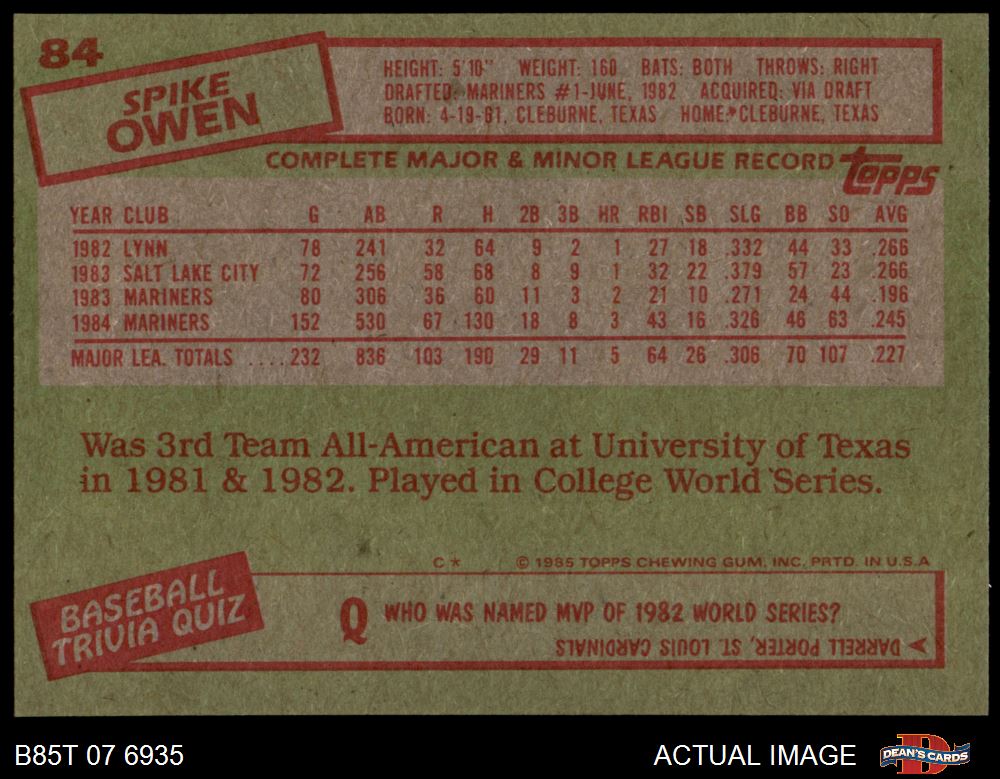 84
SPIKE
OWEN
HEIGHT: 5'10" WEIGHT: 160 BATS: BOTH THROWS: RIGHT
DRAFTED: MARINERS #1-JUNE, 1982 ACQUIRED: VIA DRAFT
BORN: 4-19-61, CLEBURNE, TEXAS HOME: CLEBURNE, TEXAS
COMPLETE MAJOR & MINOR LEAGUE RECORD topps
YEAR CLUB G AB R H 2B 3B HR RBI SB SLG BB SO AVG
1982 LYNN 78 241 32 64 9 2 1 27 18 .332 44 33 .266
1983 SALT LAKE CITY 72 256 58 68 8 9 1 32 22 .379 57 23 .266
1983 MARINERS 80 306 36 60 11 3 2 21 10 .271 24 44 .196
1984 MARINERS 152 530 67 130 18 8 3 43 16 .326 46 63 .245
MAJOR LEA. TOTALS ....232 836 103 190 29 11 5 64 26 .306 70 107 .227
Was 3rd Team All-American at University of Texas
in 1981 & 1982. Played in College World Series.
C* © 1985 TOPPS CHEWING GUM, INC. PRTD. IN U.S.A
BASEBALL
TRIVIA QUIZ
Q WHO WAS NAMED MVP OF 1982 WORLD SERIES?
DARRELL PORTER, ST. LOUIS CARDINALS
B85T 07 6935 ACTUAL IMAGE DEAN'S CARDS